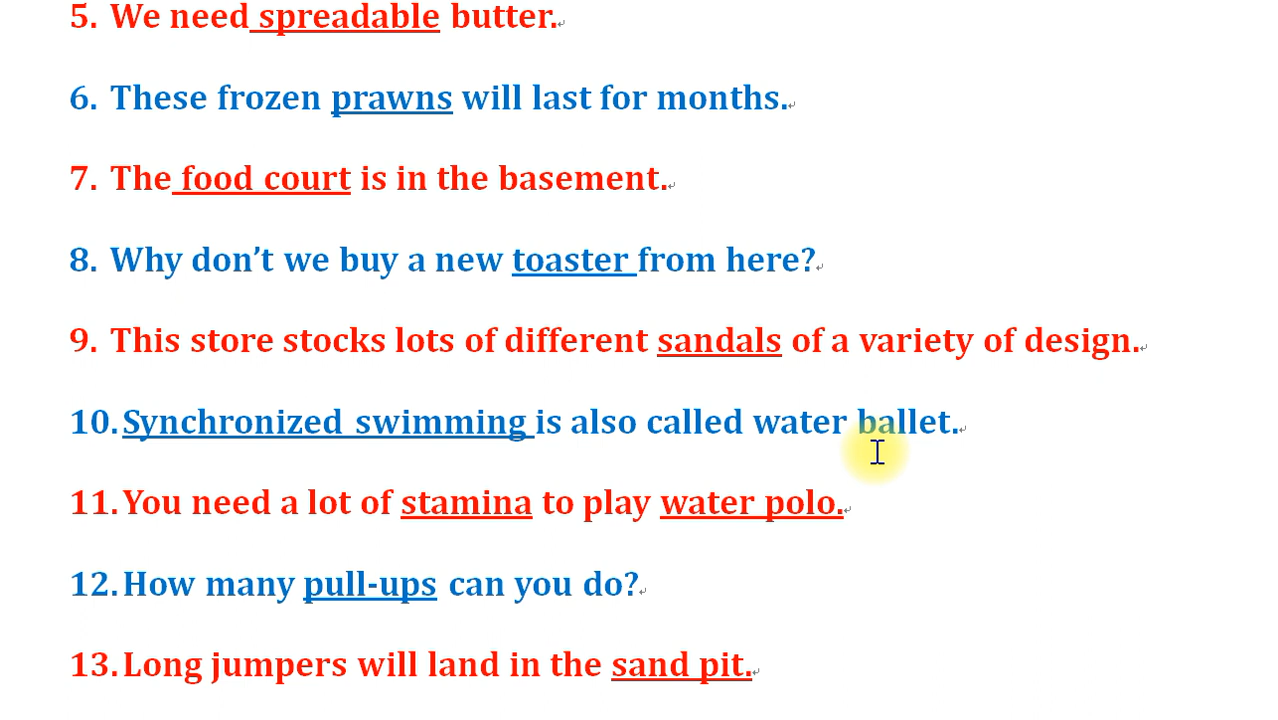 5. We need spreadable butter.
6. These frozen prawns will last for months.
7. The food court is in the basement.
8. Why don’t we buy a new toaster from here?
9. This store stocks lots of different sandals of a variety of design.
10. Synchronized swimming is also called water ballet.
11. You need a lot of stamina to play water polo.
12. How many pull-ups can you do?
13. Long jumpers will land in the sand pit.